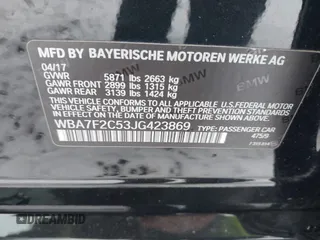 MFD BY BAYERISCHE MOTOREN WERKE AG
04/17
GVWR 5871 lbs 2663 kg
GAWR FRONT 2899 lbs 1315 kg
GAWR REAR 3139 lbs 1424 kg
THIS VEHICLE CONFORMS TO ALL APPLICABLE
FEDERAL MOTOR VEHICLE SAFETY, BUMPER, AND
THEFT PREVENTION STANDARDS IN EFFECT ON THE
DATE OF MANUFACTURE SHOWN ABOVE.
WBA7F2C53JG423869 TYPE: PASSENGER CAR
DREAMBID